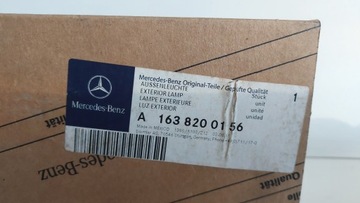 Mercedes-Benz
Mercedes-Benz Original-Teile / Geprüfte Qualität
AUSSENLEUCHTE
EXTERIOR LAMP
LAMPE EXTERIEURE
LUZ EXTERIOR
Stück
unit
unité
unidad
1
A 163 820 01 56
Made in MEXICO
Mercedes-Benz
Qualität